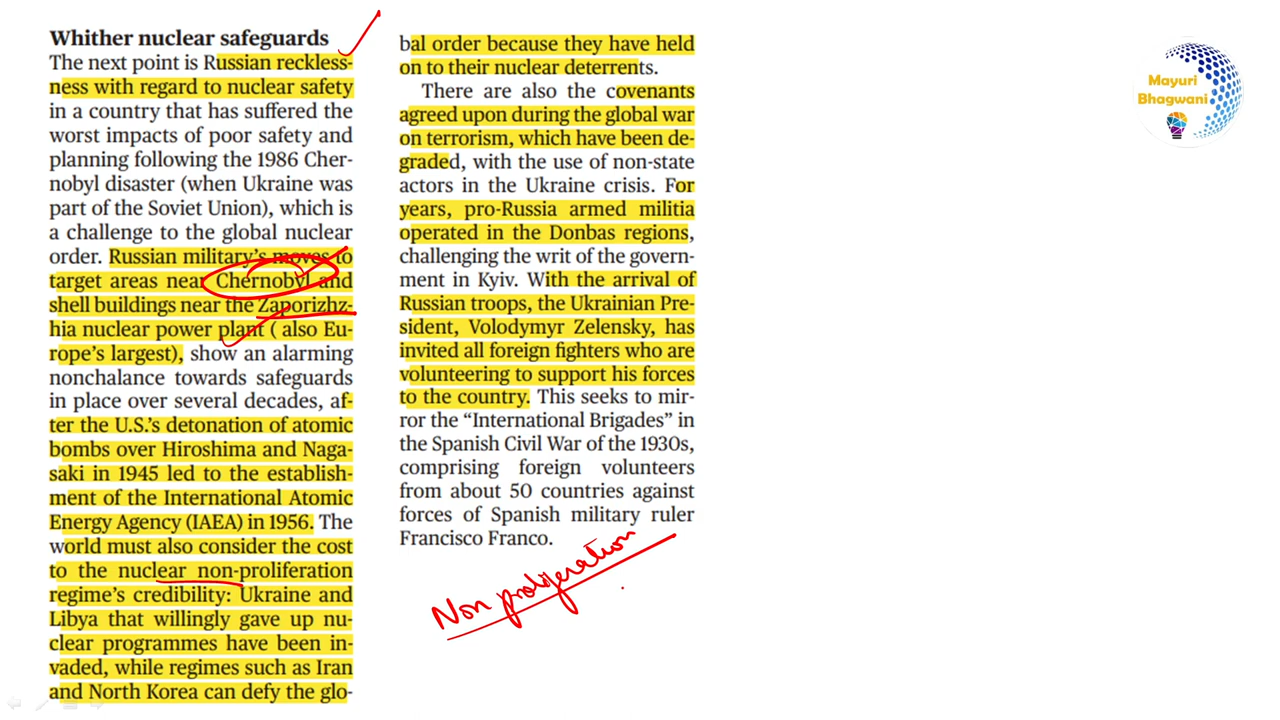 Whither nuclear safeguards
The next point is Russian reckless-
ness with regard to nuclear safety
in a country that has suffered the
worst impacts of poor safety and
planning following the 1986 Cher-
nobyl disaster (when Ukraine was
part of the Soviet Union), which is
a challenge to the global nuclear
order. Russian military's moves to
target areas near Chernobyl and
shell buildings near the Zaporizhz-
hia nuclear power plant ( also Eu-
rope's largest), show an alarming
nonchalance towards safeguards
in place over several decades, af-
ter the U.S.'s detonation of atomic
bombs over Hiroshima and Naga-
saki in 1945 led to the establish-
ment of the International Atomic
Energy Agency (IAEA) in 1956. The
world must also consider the cost
to the nuclear non-proliferation
regime's credibility: Ukraine and
Libya that willingly gave up nu-
clear programmes have been in-
vaded, while regimes such as Iran
and North Korea can defy the glo-
bal order because they have held
on to their nuclear deterrents.
There are also the covenants
agreed upon during the global war
on terrorism, which have been de-
graded, with the use of non-state
actors in the Ukraine crisis. For
years, pro-Russia armed militia
operated in the Donbas regions,
challenging the writ of the govern-
ment in Kyiv. With the arrival of
Russian troops, the Ukrainian Pre-
sident, Volodymyr Zelensky, has
invited all foreign fighters who are
volunteering to support his forces
to the country. This seeks to mir-
ror the “International Brigades” in
the Spanish Civil War of the 1930s,
comprising foreign volunteers
from about 50 countries against
forces of Spanish military ruler
Francisco Franco.
Non proliferation
Mayuri
Bhagwani